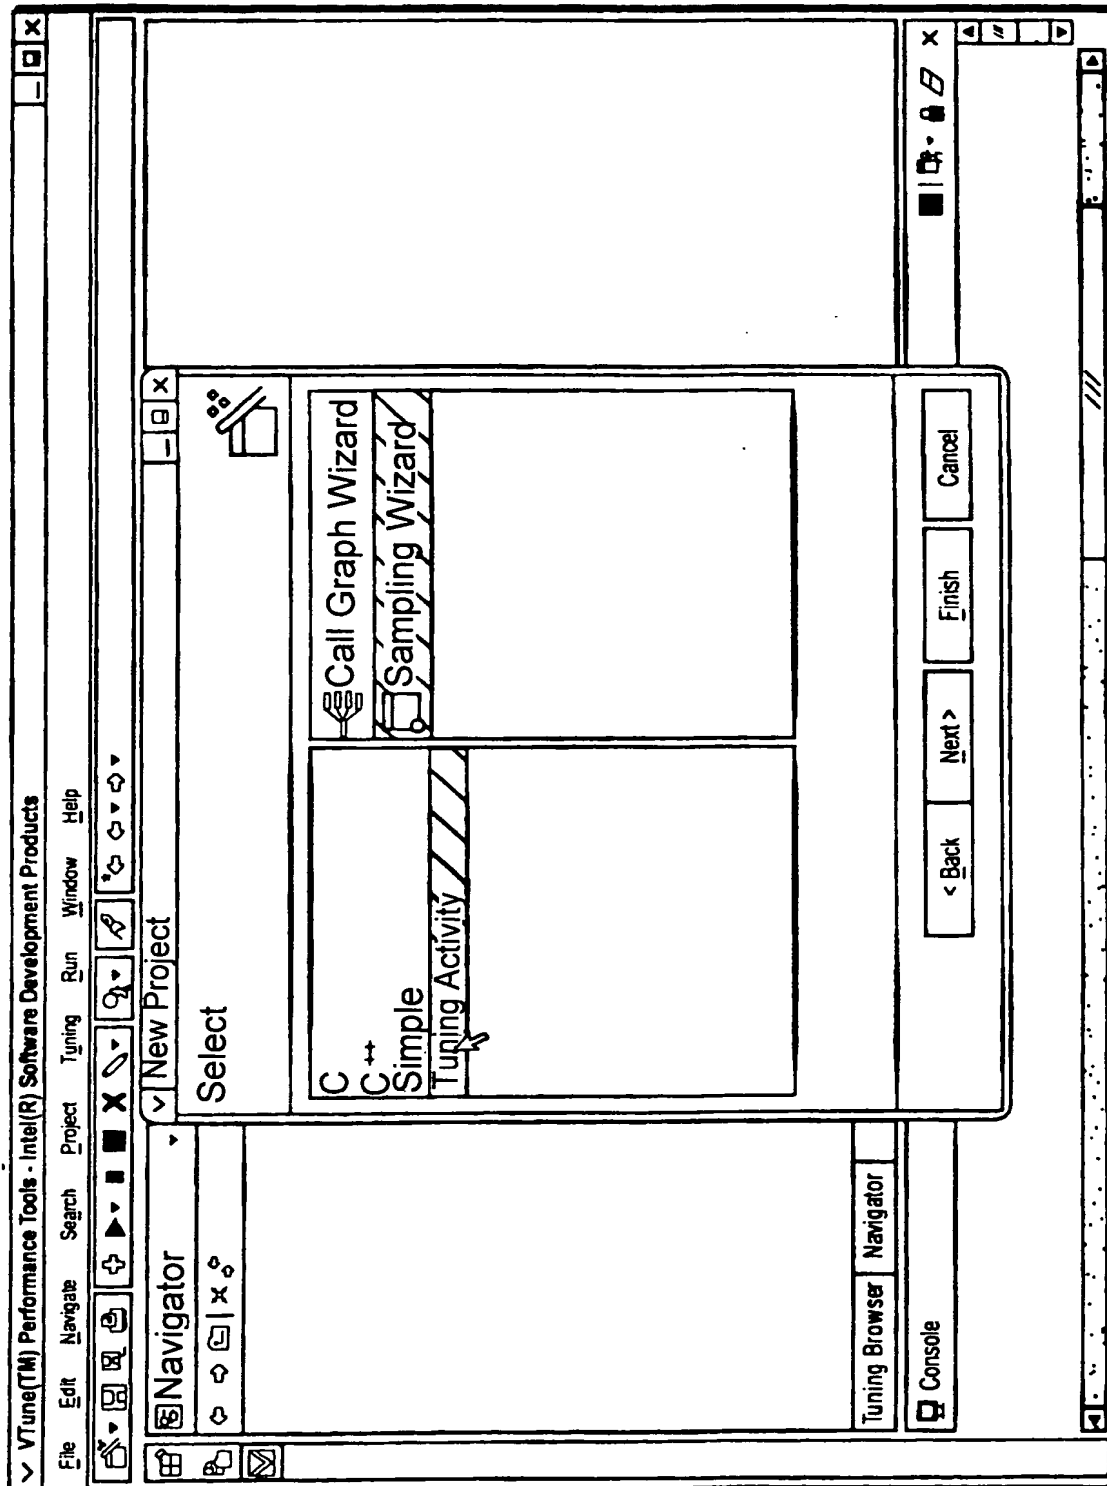 VTune(TM) Performance Tools - Intel(R) Software Development Products
File Edit Navigate Search Project Tuning Run Window Help
Navigator
New Project
Select
C
C++
Simple
Tuning Activity
Call Graph Wizard
Sampling Wizard
< Back Next > Finish Cancel
Tuning Browser Navigator
Console